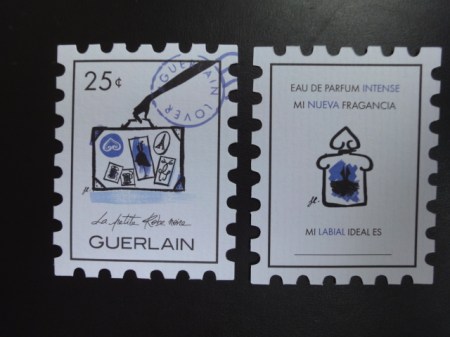 25¢
GUERLAIN LOVER
La petite Robe noire
GUERLAIN
EAU DE PARFUM INTENSE
MI NUEVA FRAGANCIA
MI LABIAL IDEAL ES